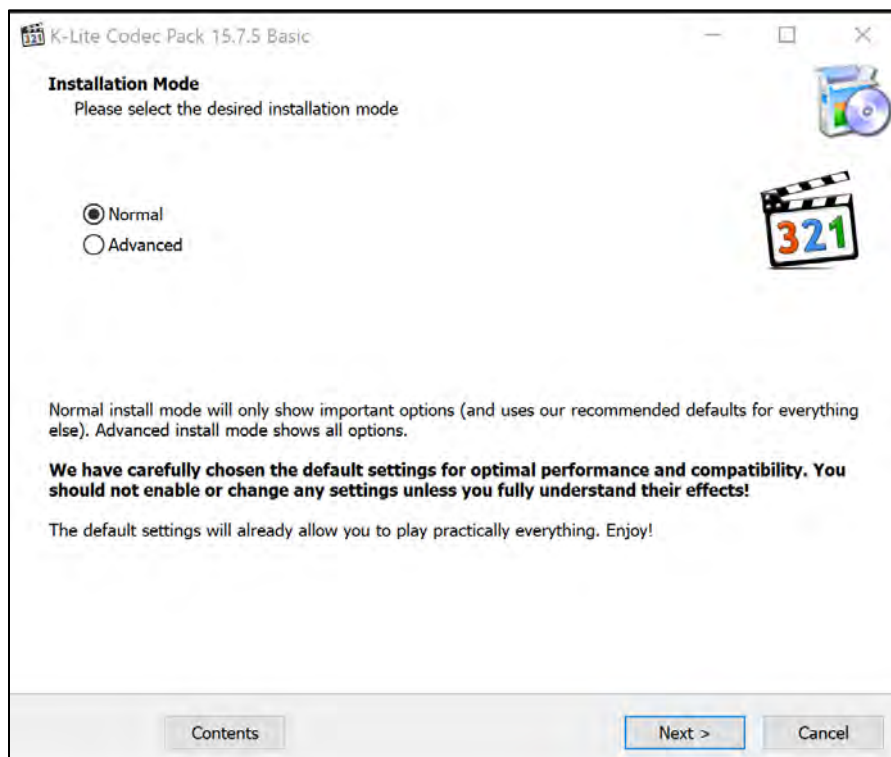 K-Lite Codec Pack 15.7.5 Basic
Installation Mode
Please select the desired installation mode
Normal
Advanced
321
Normal install mode will only show important options (and uses our recommended defaults for everything
else). Advanced install mode shows all options.
We have carefully chosen the default settings for optimal performance and compatibility. You
should not enable or change any settings unless you fully understand their effects!
The default settings will already allow you to play practically everything. Enjoy!
Contents
Next >
Cancel